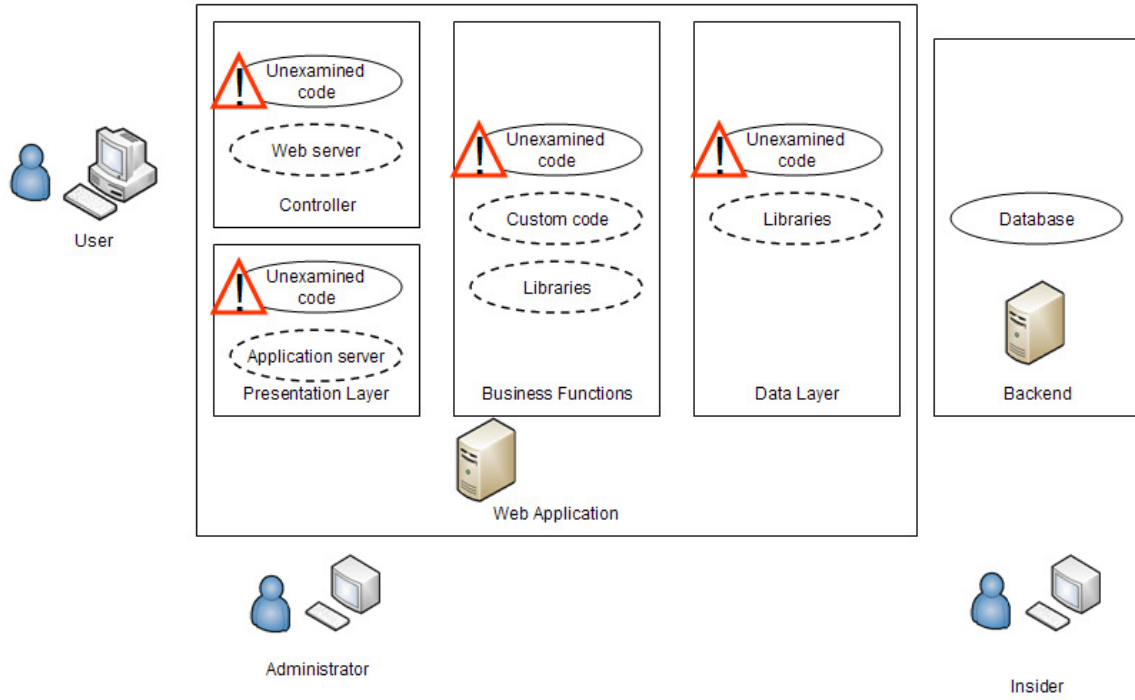 Unexamined
code
Web server
Controller
User
Unexamined
code
Application server
Presentation Layer
Unexamined
code
Custom code
Libraries
Business Functions
Unexamined
code
Libraries
Data Layer
Database
Backend
Web Application
Administrator
Insider